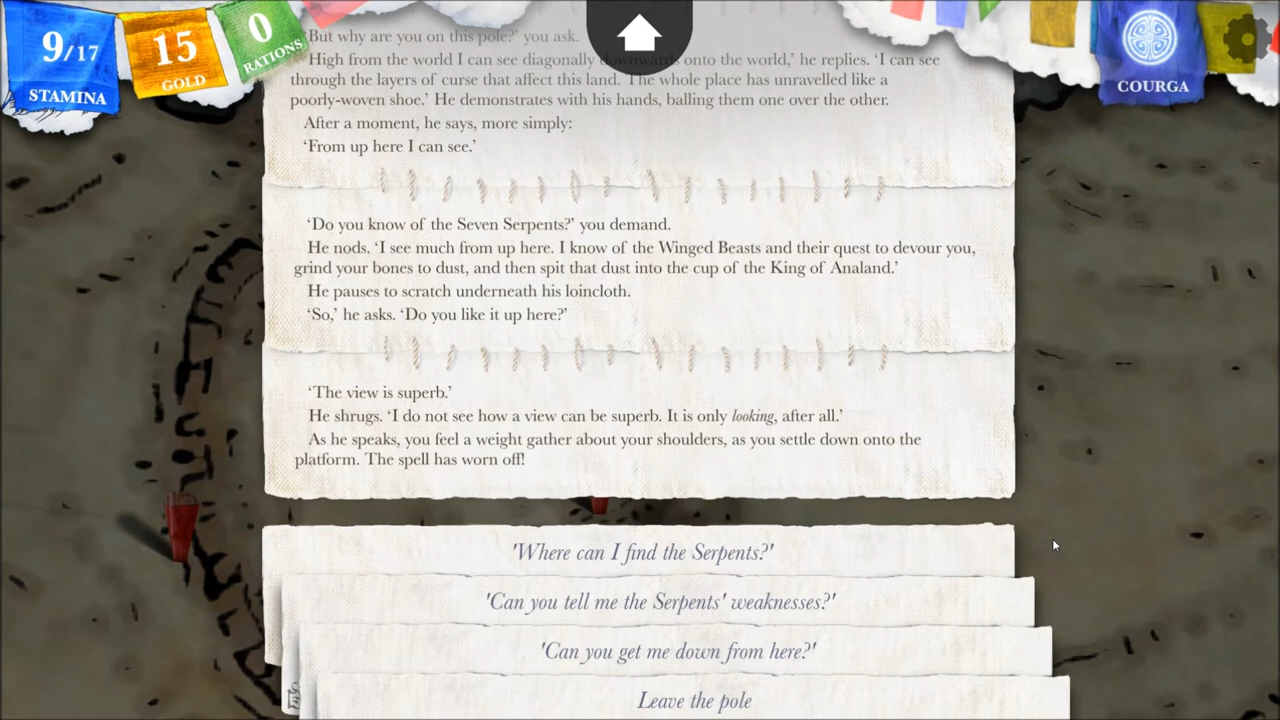 9/17
STAMINA
15
GOLD
0
RATIONS
COURGA
'But why are you on this pole?' you ask.
'High from the world I can see diagonally downwards onto the world,' he replies. 'I can see
through the layers of curse that affect this land. The whole place has unravelled like a
poorly-woven shoe.' He demonstrates with his hands, balling them one over the other.
After a moment, he says, more simply:
'From up here I can see.'
'Do you know of the Seven Serpents?' you demand.
He nods. 'I see much from up here. I know of the Winged Beasts and their quest to devour you,
grind your bones to dust, and then spit that dust into the cup of the King of Analand.'
He pauses to scratch underneath his loincloth.
'So,' he asks. 'Do you like it up here?'
'The view is superb.'
He shrugs. 'I do not see how a view can be superb. It is only looking, after all.'
As he speaks, you feel a weight gather about your shoulders, as you settle down onto the
platform. The spell has worn off!
'Where can I find the Serpents?'
'Can you tell me the Serpents' weaknesses?'
'Can you get me down from here?'
Leave the pole